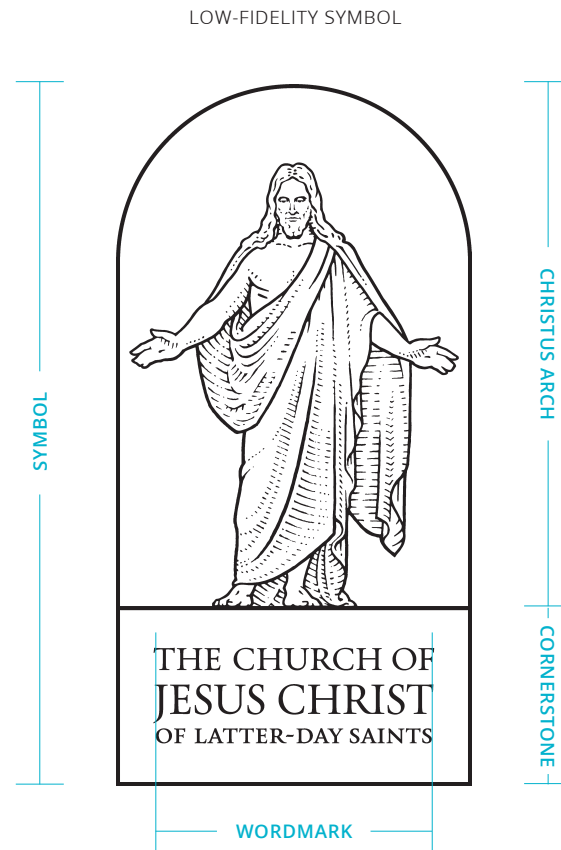 LOW-FIDELITY SYMBOL
SYMBOL
CHRISTUS ARCH
THE CHURCH OF
JESUS CHRIST
OF LATTER-DAY SAINTS
CORNERSTONE
WORDMARK